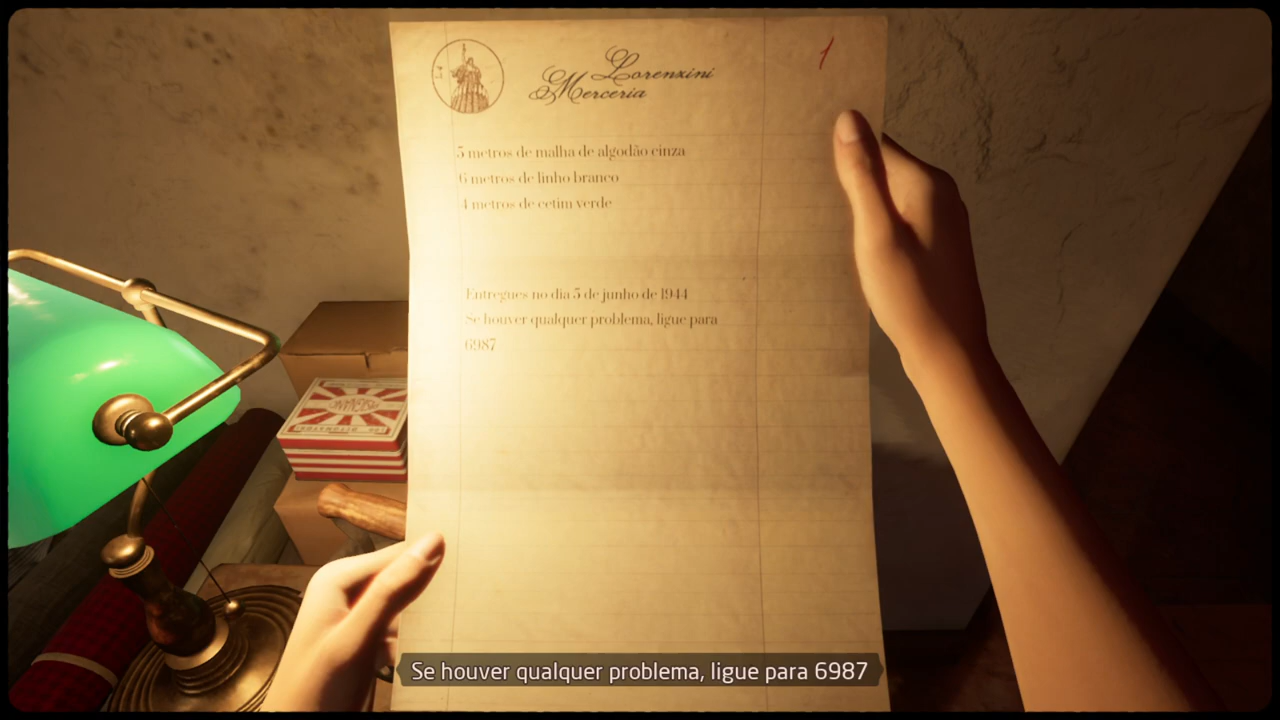 Lorenzini
Merceria
1
5 metros de malha de algodão cinza
6 metros de linho branco
4 metros de cetim verde
Entregues no dia 5 de junho de 1944
Se houver qualquer problema, ligue para
6987
Se houver qualquer problema, ligue para 6987